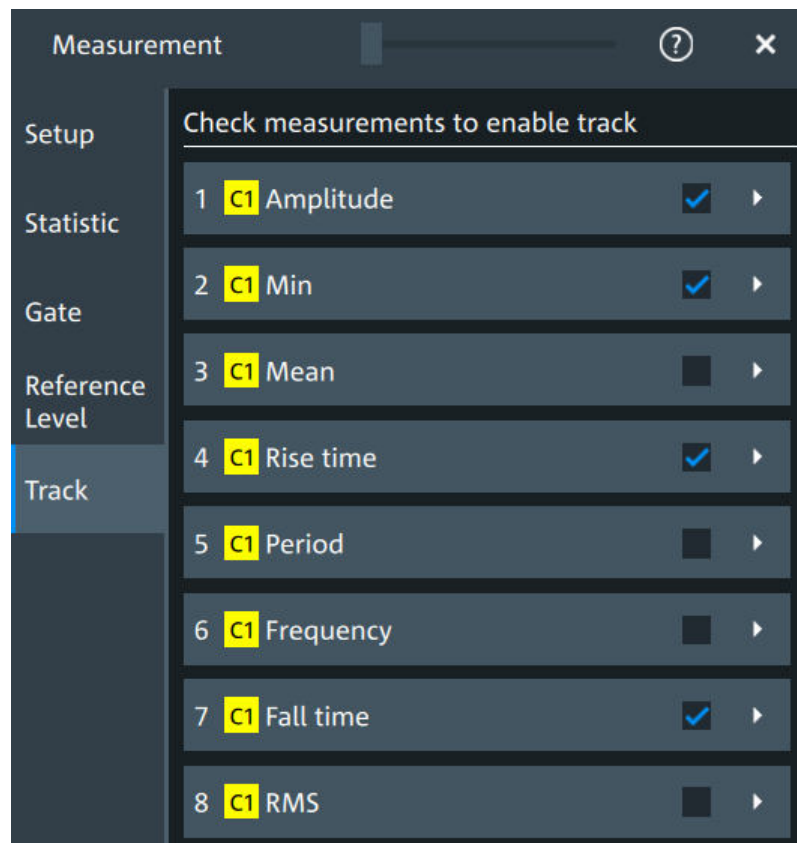 Measurement ? ×
Setup
Statistic
Gate
Reference
Level
Track
Check measurements to enable track
1 C1 Amplitude
2 C1 Min
3 C1 Mean
4 C1 Rise time
5 C1 Period
6 C1 Frequency
7 C1 Fall time
8 C1 RMS